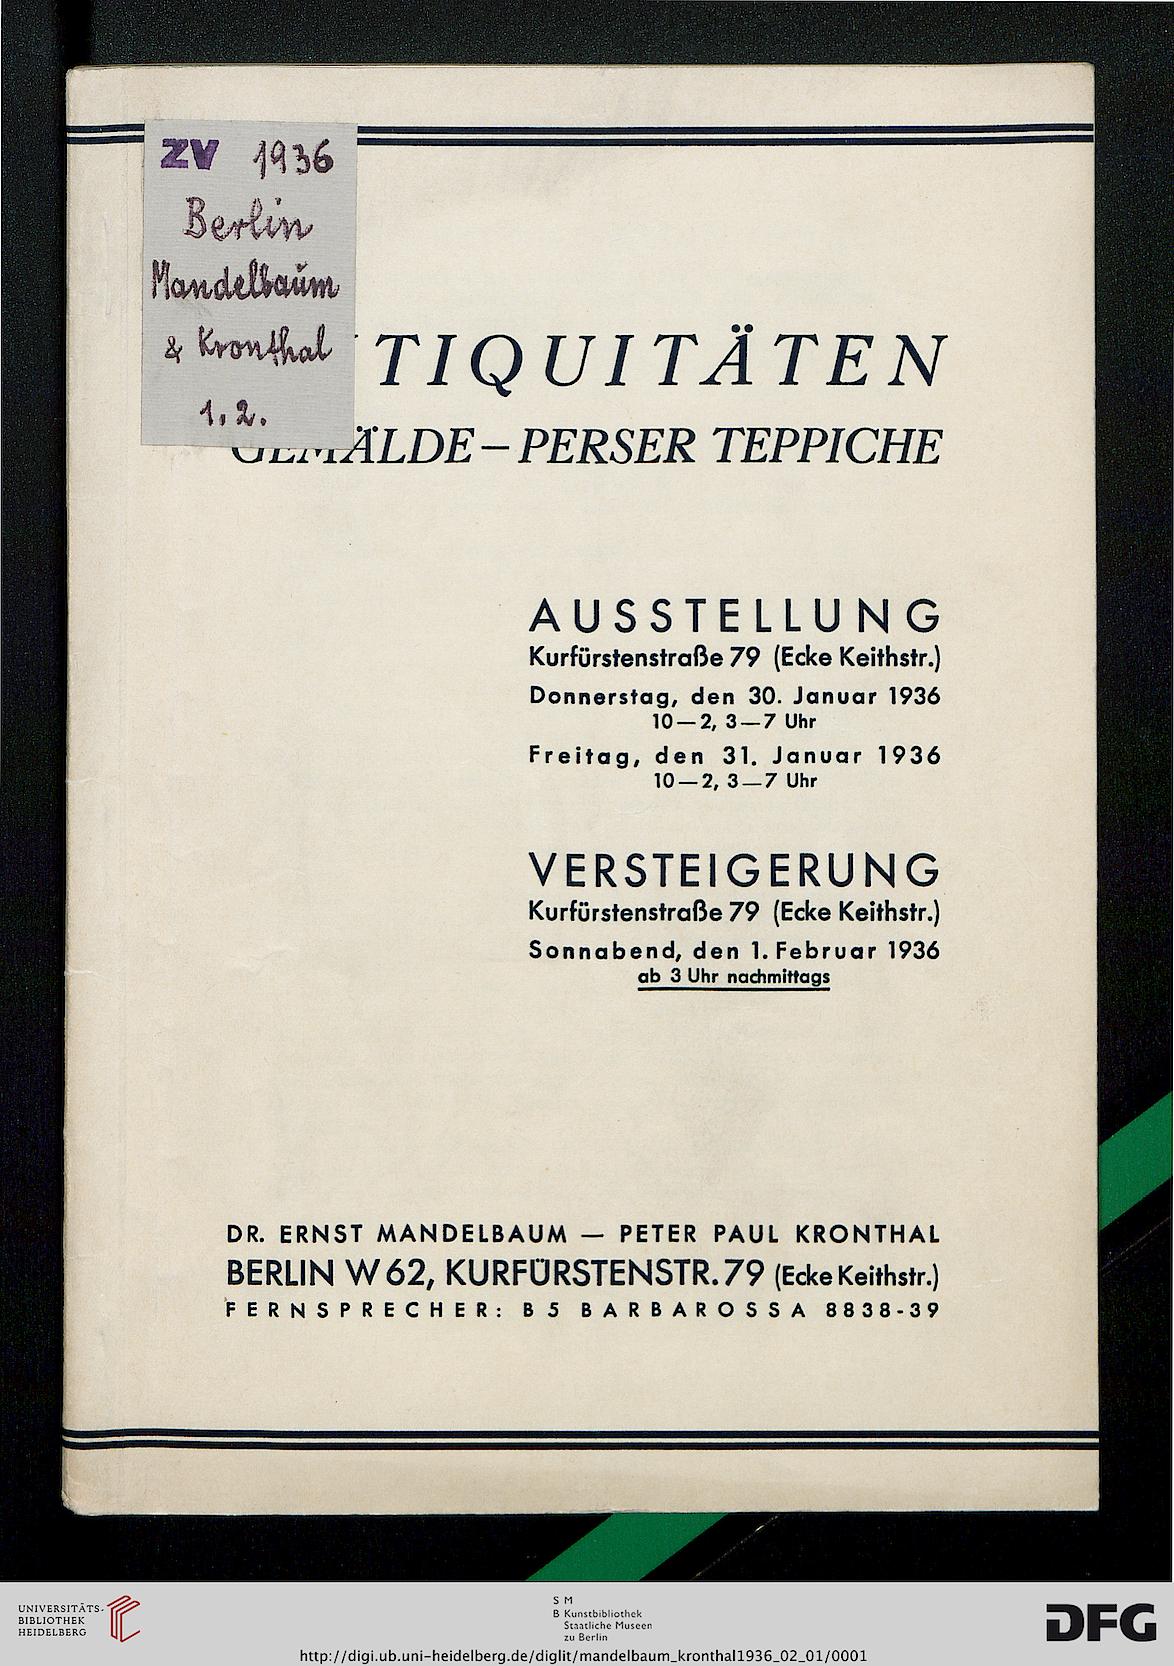 ZV 1936
Berlin
Mandelbaum
& Kronthal
1. 2.
TIQUITÄTEN
GEMÄLDE – PERSER TEPPICHE
AUSSTELLUNG
Kurfürstenstraße 79 (Ecke Keithstr.)
Donnerstag, den 30. Januar 1936
10 — 2, 3 — 7 Uhr
Freitag, den 31. Januar 1936
10 — 2, 3 — 7 Uhr
VERSTEIGERUNG
Kurfürstenstraße 79 (Ecke Keithstr.)
Sonnabend, den 1. Februar 1936
ab 3 Uhr nachmittags
DR. ERNST MANDELBAUM — PETER PAUL KRONTHAL
BERLIN W 62, KURFÜRSTENSTR. 79 (Ecke Keithstr.)
FERNSPRECHER: B 5 BARBAROSSA 8838-39
UNIVERSITÄTS-
BIBLIOTHEK
HEIDELBERG
S M
B Kunstbibliothek
Staatliche Museen
zu Berlin
DFG
http://digi.ub.uni-heidelberg.de/diglit/mandelbaum_kronthal1936_02_01/0001